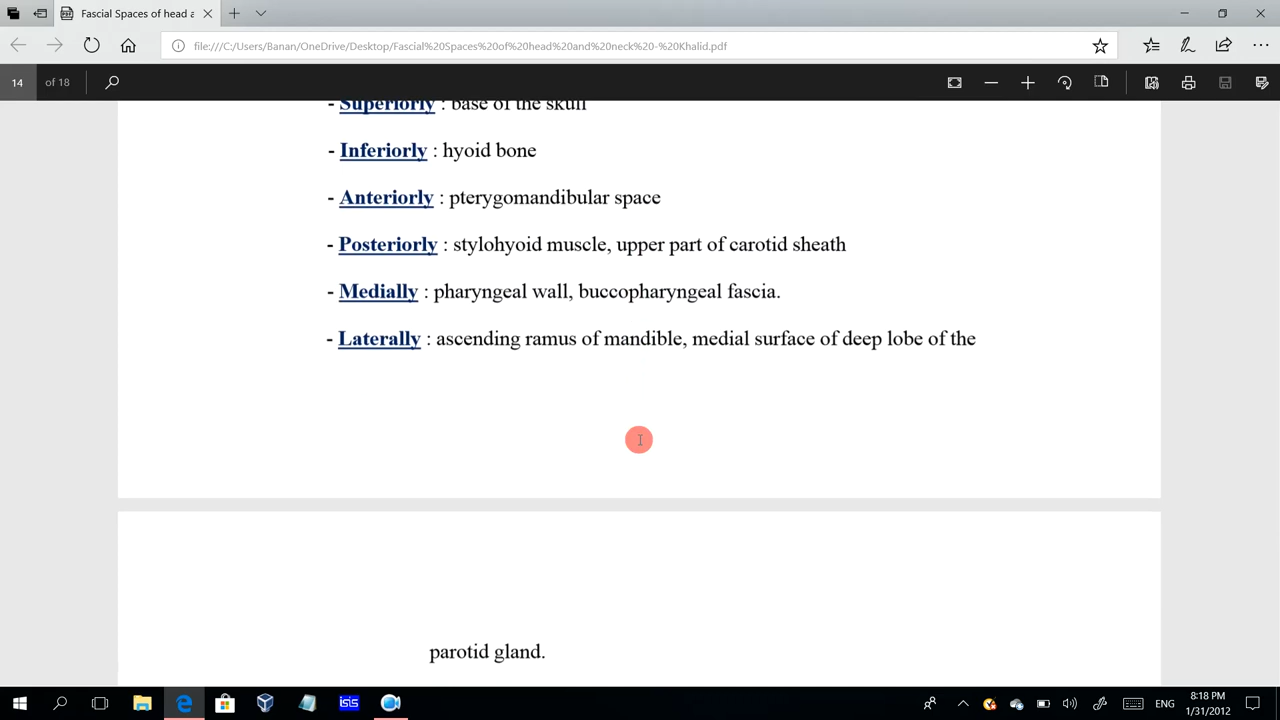 Fascial Spaces of head a
file:///C:/Users/Banan/OneDrive/Desktop/Fascial%20Spaces%20of%20head%20and%20neck%20-%20Khalid.pdf
14 of 18
- Superiorly : base of the skull
- Inferiorly : hyoid bone
- Anteriorly : pterygomandibular space
- Posteriorly : stylohyoid muscle, upper part of carotid sheath
- Medially : pharyngeal wall, buccopharyngeal fascia.
- Laterally : ascending ramus of mandible, medial surface of deep lobe of the
parotid gland.
isis
ENG
8:18 PM
1/31/2012